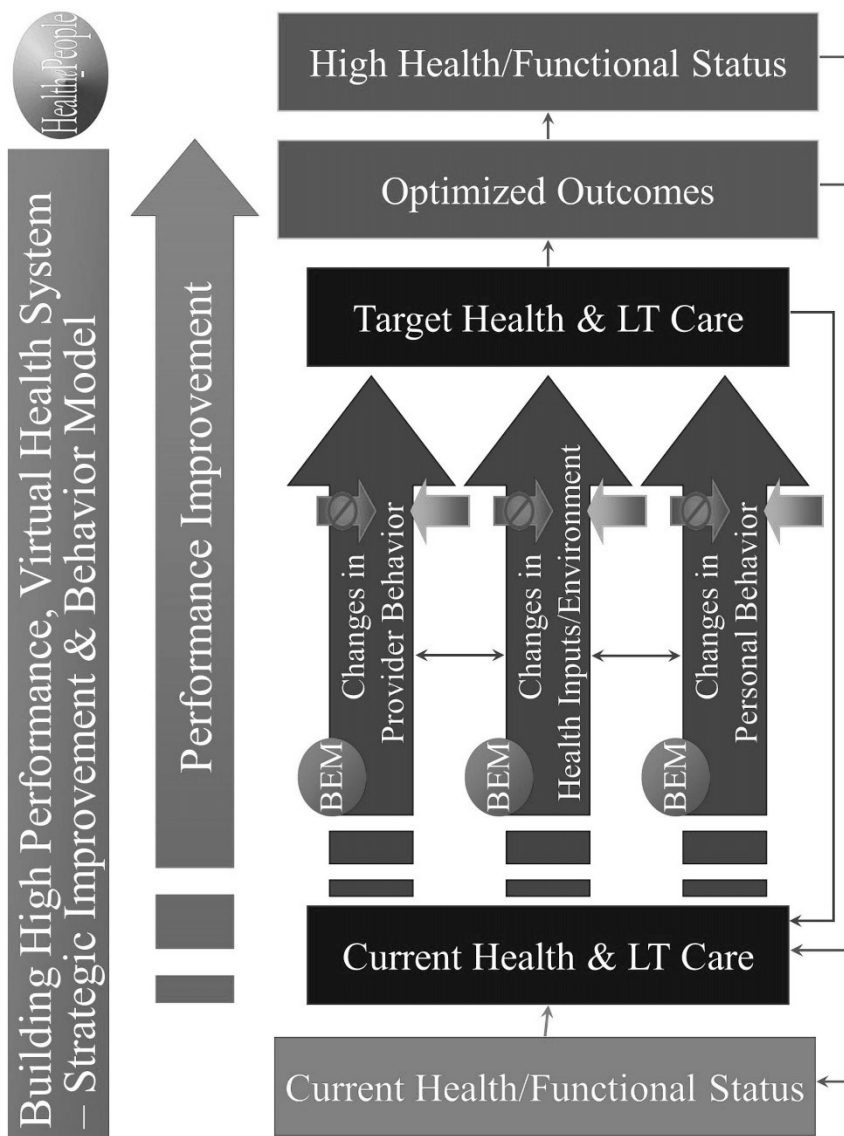 HealthePeople
Building High Performance, Virtual Health System
– Strategic Improvement & Behavior Model
Performance Improvement
High Health/Functional Status
Optimized Outcomes
Target Health & LT Care
Changes in
Provider Behavior
BEM
Changes in
Health Inputs/Environment
BEM
Changes in
Personal Behavior
BEM
Current Health & LT Care
Current Health/Functional Status